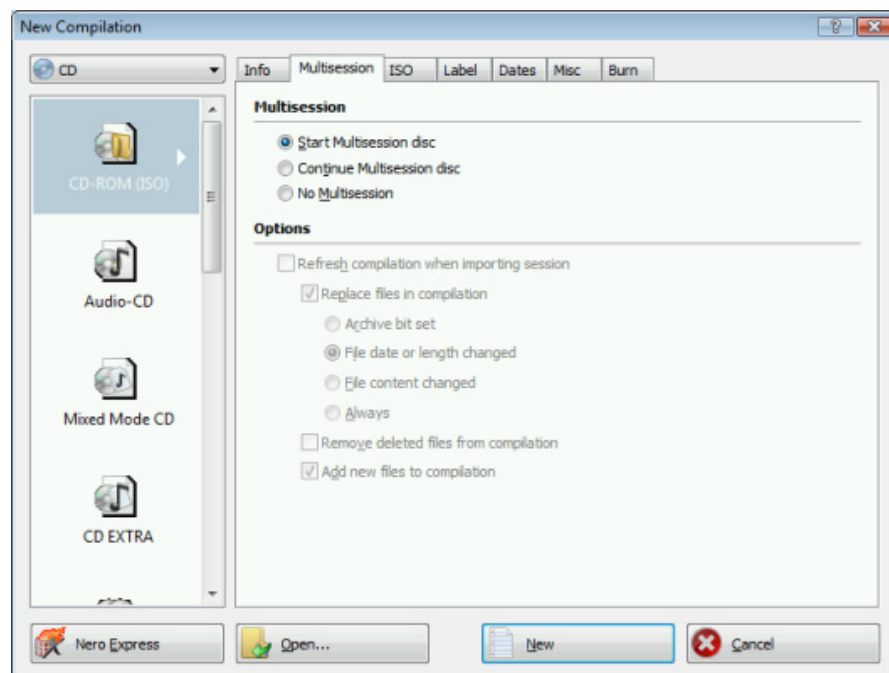 New Compilation
CD
Info Multisession ISO Label Dates Misc Burn
CD-ROM (ISO)
Audio-CD
Mixed Mode CD
CD EXTRA
Multisession
Start Multisession disc
Continue Multisession disc
No Multisession
Options
Refresh compilation when importing session
Replace files in compilation
Archive bit set
File date or length changed
File content changed
Always
Remove deleted files from compilation
Add new files to compilation
Nero Express Open... New Cancel